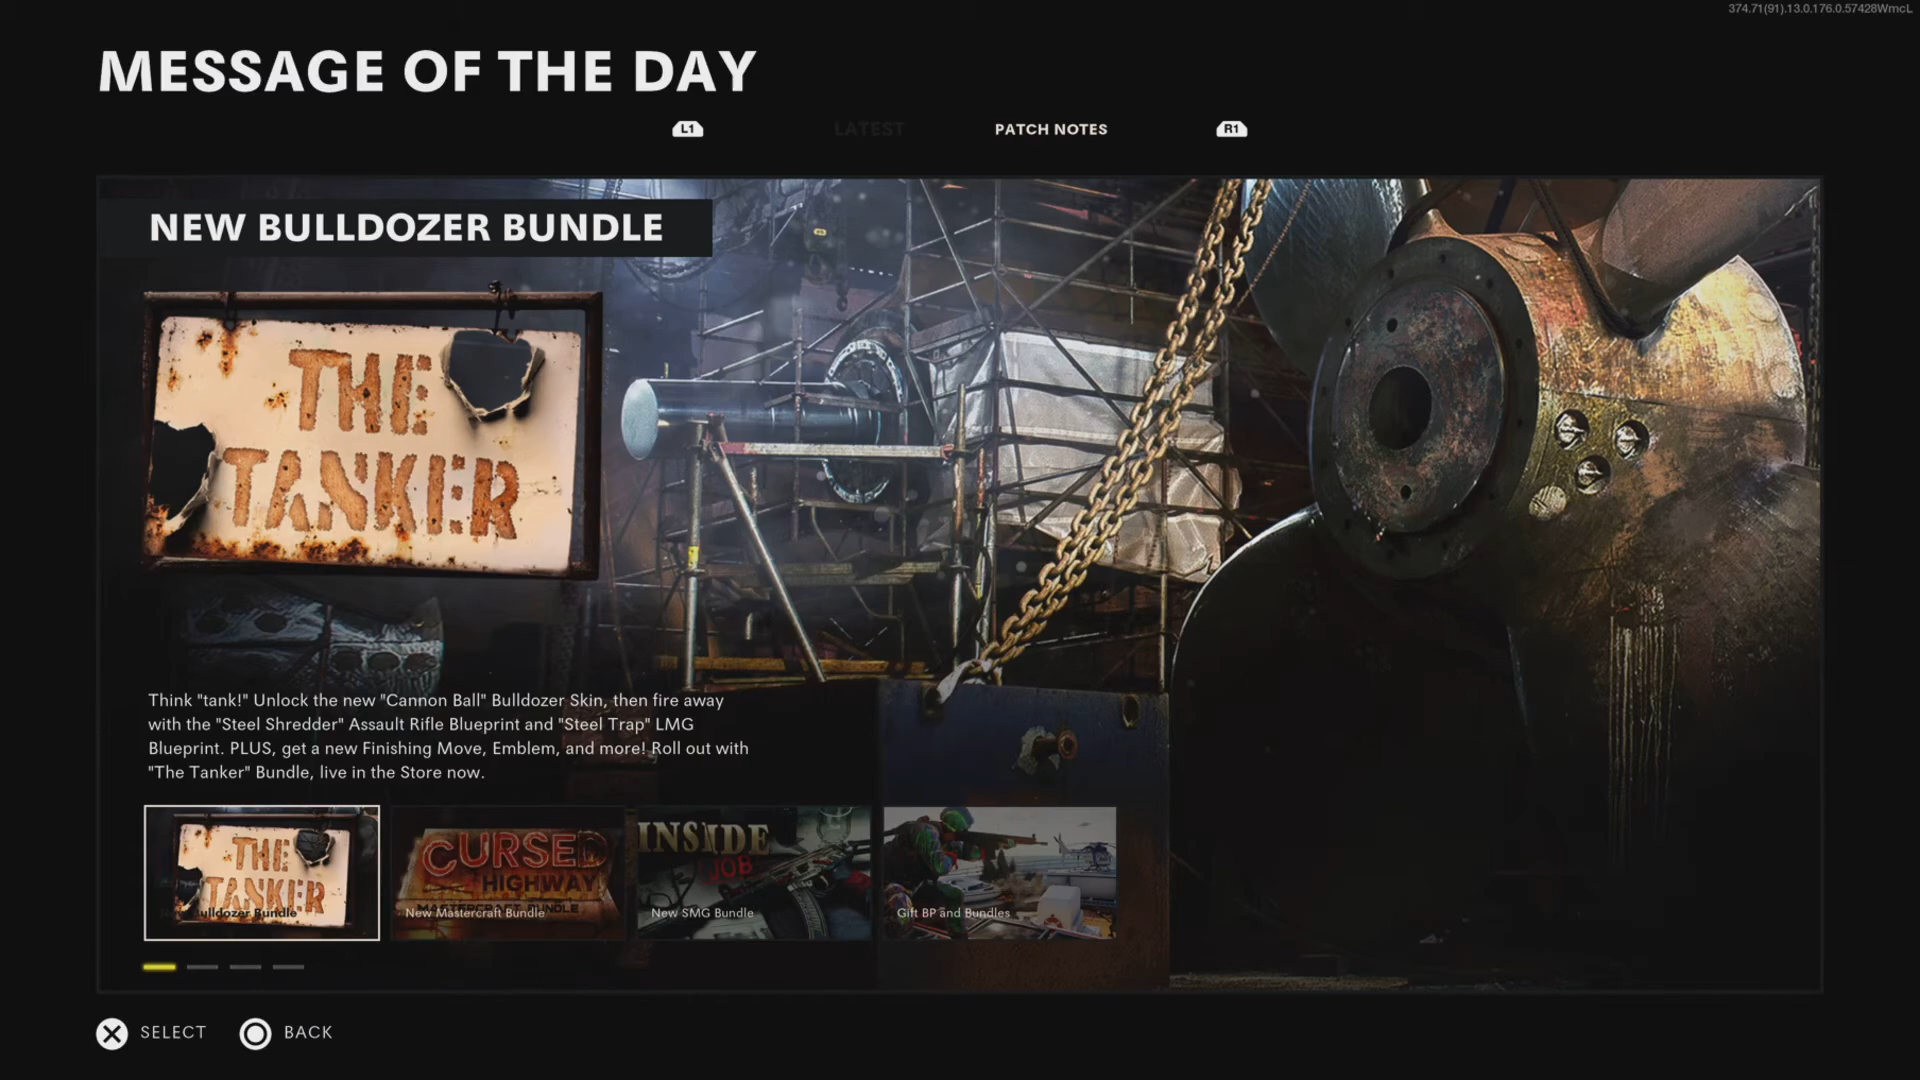 374.71(91).13.0.176.0.57428WmcL
MESSAGE OF THE DAY
L1
LATEST
PATCH NOTES
R1
NEW BULLDOZER BUNDLE
THE
TANKER
Think "tank!" Unlock the new "Cannon Ball" Bulldozer Skin, then fire away
with the "Steel Shredder" Assault Rifle Blueprint and "Steel Trap" LMG
Blueprint. PLUS, get a new Finishing Move, Emblem, and more! Roll out with
"The Tanker" Bundle, live in the Store now.
THE
TANKER
Bulldozer Bundle
CURSED
HIGHWAY
MASTERCRAFT BUNDLE
New Mastercraft Bundle
INSIDE
JOB
New SMG Bundle
Gift BP and Bundles
SELECT
BACK